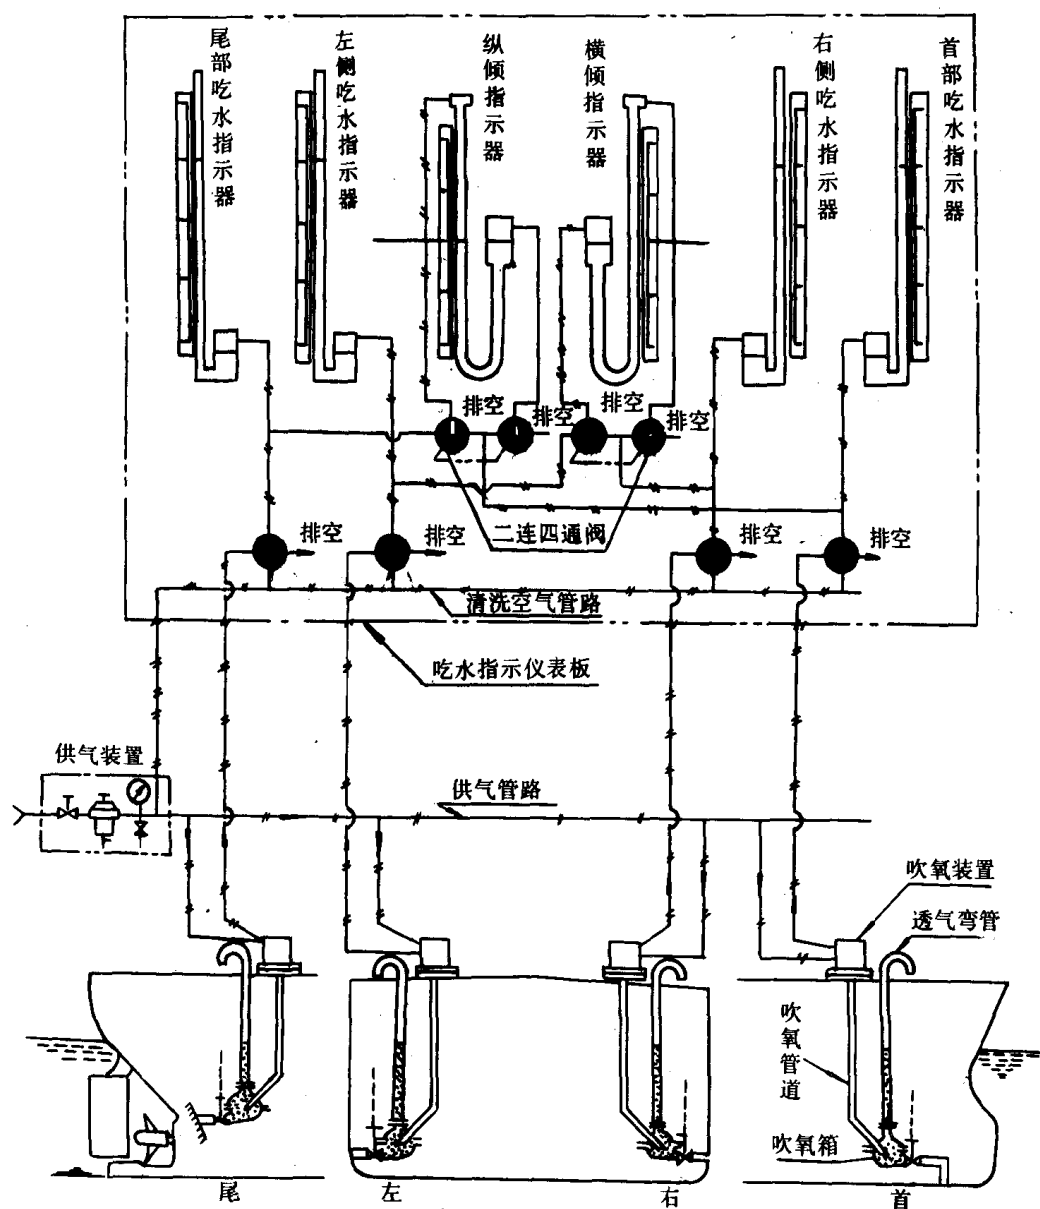 尾部吃水指示器
左侧吃水指示器
纵倾指示器
横倾指示器
右侧吃水指示器
首部吃水指示器
排空
排空
排空
排空
二连四通阀
排空
排空
排空
排空
清洗空气管路
吃水指示仪表板
供气装置
供气管路
吹氧装置
透气弯管
吹氧管道
吹氧箱
尾
左
右
首